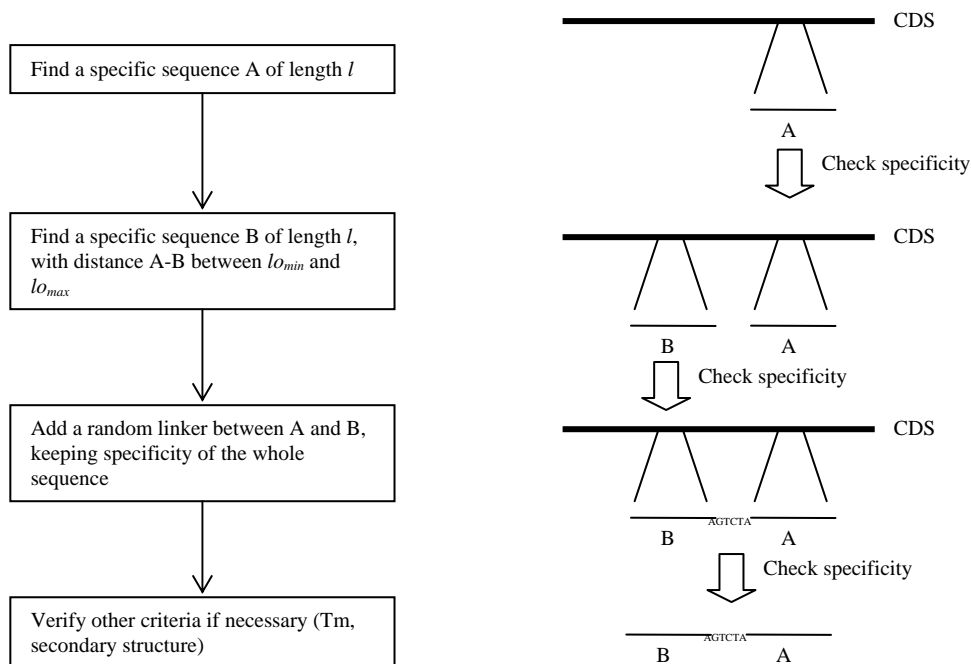 Find a specific sequence A of length l
Find a specific sequence B of length l,
with distance A-B between lo_min and
lo_max
Add a random linker between A and B,
keeping specificity of the whole
sequence
Verify other criteria if necessary (Tm,
secondary structure)
CDS
A
Check specificity
CDS
B A
Check specificity
CDS
AGTCTA
B A
Check specificity
AGTCTA
B A